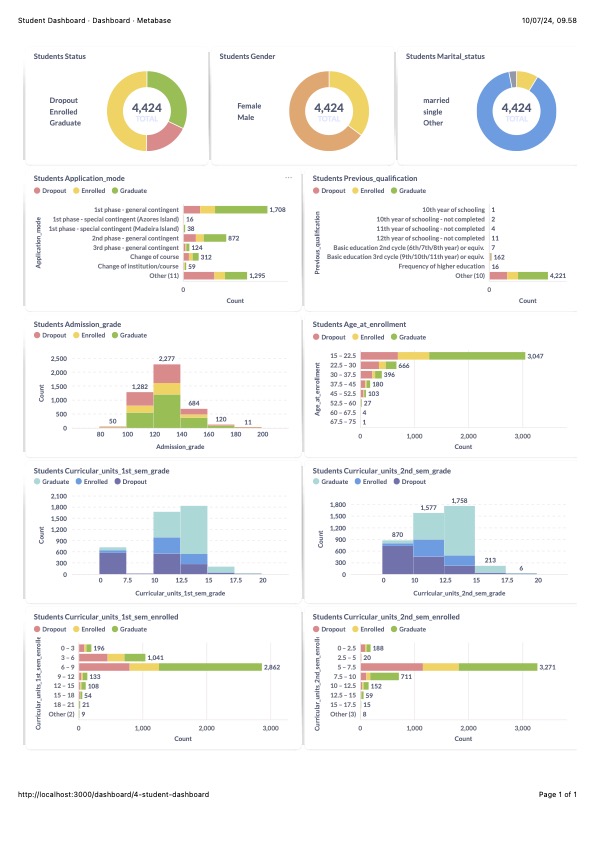 Student Dashboard · Dashboard · Metabase
10/07/24, 09.58
Students Status
Dropout
Enrolled
Graduate
4,424
TOTAL
Students Gender
Female
Male
4,424
TOTAL
Students Marital_status
married
single
Other
4,424
TOTAL
Students Application_mode
...
Dropout Enrolled Graduate
Application_mode
1st phase - general contingent 1,708
1st phase - special contingent (Azores Island) 16
1st phase - special contingent (Madeira Island) 38
2nd phase - general contingent 872
3rd phase - general contingent 124
Change of course 312
Change of institution/course 59
Other (11) 1,295
0
Count
Students Previous_qualification
Dropout Enrolled Graduate
Previous_qualification
10th year of schooling 1
10th year of schooling - not completed 2
11th year of schooling - not completed 4
12th year of schooling - not completed 11
Basic education 2nd cycle (6th/7th/8th year) or equiv. 7
Basic education 3rd cycle (9th/10th/11th year) or equiv. 162
Frequency of higher education 16
Other (10) 4,221
0
Count
Students Admission_grade
Dropout Enrolled Graduate
Count
2,500
2,000
1,500
1,000
500
0
50 1,282 2,277 684 120 11
80 100 120 140 160 180 200
Admission_grade
Students Age_at_enrollment
Dropout Enrolled Graduate
Age_at_enrollment
15 – 22.5 3,047
22.5 – 30 666
30 – 37.5 396
37.5 – 45 180
45 – 52.5 103
52.5 – 60 27
60 – 67.5 4
67.5 – 75 1
0 1,000 2,000 3,000
Count
Students Curricular_units_1st_sem_grade
Graduate Enrolled Dropout
Count
2,100
1,800
1,500
1,200
900
600
300
0
0 7.5 10 12.5 15 17.5 20
Curricular_units_1st_sem_grade
Students Curricular_units_2nd_sem_grade
Graduate Enrolled Dropout
Count
1,800
1,500
1,200
900
600
300
0
870 1,577 1,758 213 6
0 7.5 10 12.5 15 17.5 20
Curricular_units_2nd_sem_grade
Students Curricular_units_1st_sem_enrolled
Dropout Enrolled Graduate
Curricular_units_1st_sem_enrolle
0 – 3 196
3 – 6 1,041
6 – 9 2,862
9 – 12 133
12 – 15 108
15 – 18 54
18 – 21 21
Other (2) 9
0 1,000 2,000 3,000
Count
Students Curricular_units_2nd_sem_enrolled
Dropout Enrolled Graduate
Curricular_units_2nd_sem_enrolle
0 – 2.5 188
2.5 – 5 20
5 – 7.5 3,271
7.5 – 10 711
10 – 12.5 152
12.5 – 15 59
15 – 17.5 15
Other (3) 8
0 1,000 2,000 3,000
Count
http://localhost:3000/dashboard/4-student-dashboard
Page 1 of 1